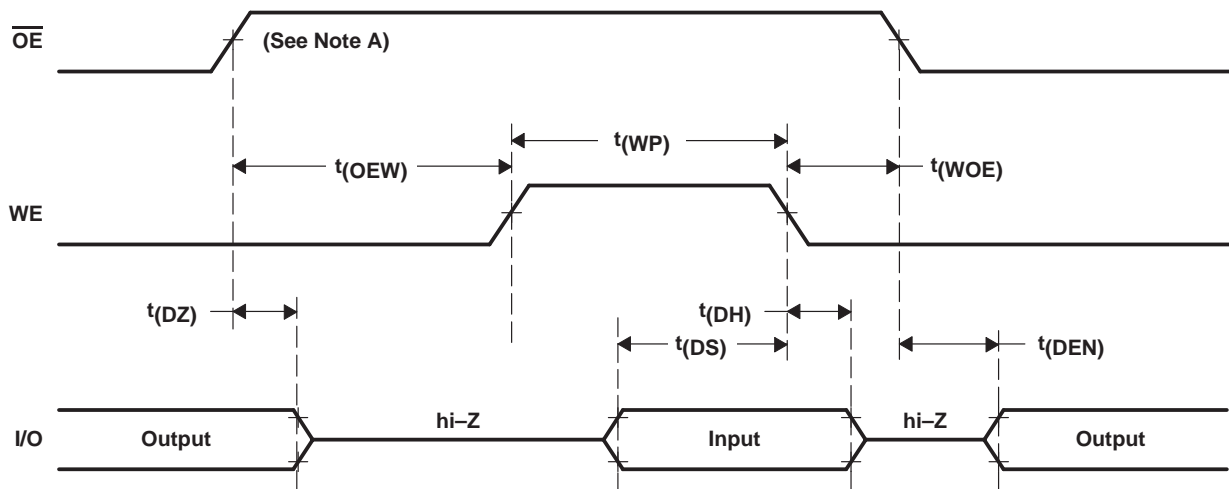 OE
(See Note A)
t(WP)
t(OEW)
t(WOE)
WE
t(DZ)
t(DH)
t(DS)
t(DEN)
hi–Z
hi–Z
I/O
Output
Input
Output